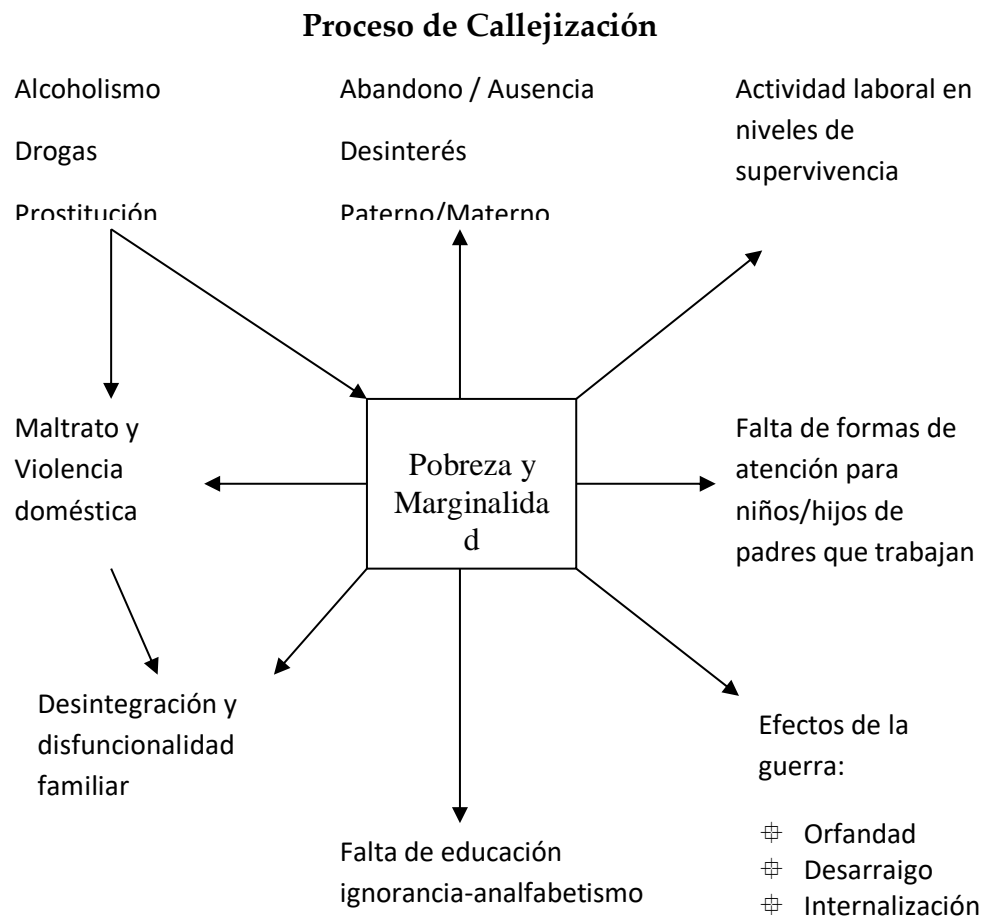 Proceso de Callejización
Alcoholismo
Drogas
Prostitución
Abandono / Ausencia
Desinterés
Paterno/Materno
Actividad laboral en
niveles de
supervivencia
Maltrato y
Violencia
doméstica
Pobreza y
Marginalida
d
Falta de formas de
atención para
niños/hijos de
padres que trabajan
Desintegración y
disfuncionalidad
familiar
Falta de educación
ignorancia-analfabetismo
Efectos de la
guerra:
Orfandad
Desarraigo
Internalización